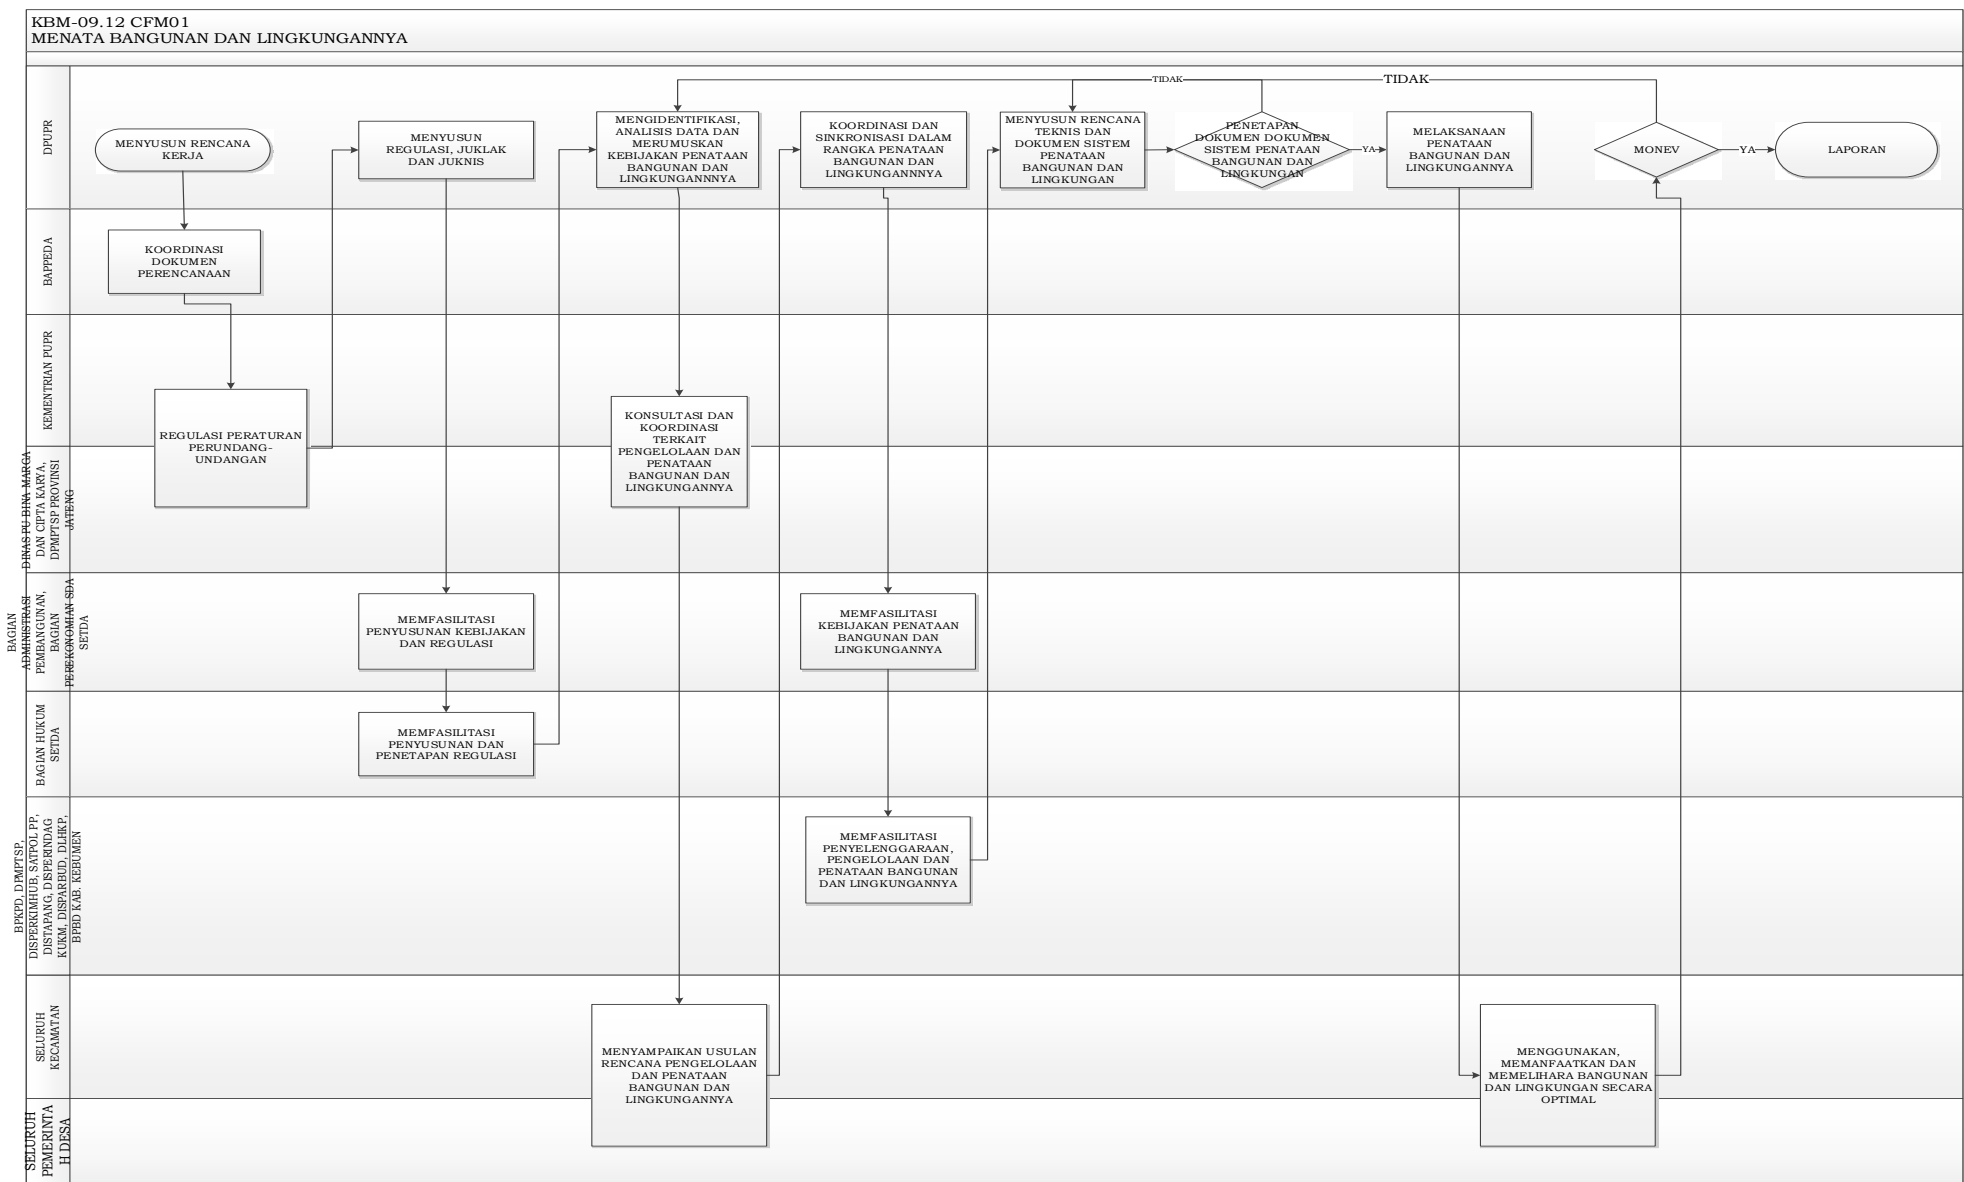 KBM-09.12 CFM01
MENATA BANGUNAN DAN LINGKUNGANNYA
DPUPR
MENYUSUN RENCANA
KERJA
MENYUSUN
REGULASI, JUKLAK
DAN JUKNIS
MENGIDENTIFIKASI,
ANALISIS DATA DAN
MERUMUSKAN
KEBIJAKAN PENATAAN
BANGUNAN DAN
LINGKUNGANNNYA
KOORDINASI DAN
SINKRONISASI DALAM
RANGKA PENATAAN
BANGUNAN DAN
LINGKUNGANNNYA
MENYUSUN RENCANA
TEKNIS DAN
DOKUMEN SISTEM
PENATAAN
BANGUNAN DAN
LINGKUNGAN
TIDAK
PENETAPAN
DOKUMEN DOKUMEN
SISTEM PENATAAN
BANGUNAN DAN
LINGKUNGAN
YA
MELAKSANAAN
PENATAAN
BANGUNAN DAN
LINGKUNGANNYA
TIDAK
MONEV
YA
LAPORAN
BAPPEDA
KOORDINASI
DOKUMEN
PERENCANAAN
KEMENTRIAN PUPR
REGULASI PERATURAN
PERUNDANG-
UNDANGAN
KONSULTASI DAN
KOORDINASI
TERKAIT
PENGELOLAAN DAN
PENATAAN
BANGUNAN DAN
LINGKUNGANNYA
DINAS PU BINA MARGA
DAN CIPTA KARYA,
DPMPTSP PROVINSI
JATENG
BAGIAN
ADMINISTRASI
PEMBANGUNAN,
BAGIAN
PEREKONOMIAN SDA
SETDA
MEMFASILITASI
PENYUSUNAN KEBIJAKAN
DAN REGULASI
MEMFASILITASI
KEBIJAKAN PENATAAN
BANGUNAN DAN
LINGKUNGANNYA
BAGIAN HUKUM
SETDA
MEMFASILITASI
PENYUSUNAN DAN
PENETAPAN REGULASI
BPKPD, DPMPTSP,
DISPERKIMHUB, SATPOL PP,
DISTAPANG, DISPERINDAG
KUKM, DISPARBUD, DLHKP,
BPBD KAB. KEBUMEN
MEMFASILITASI
PENYELENGGARAAN,
PENGELOLAAN DAN
PENATAAN BANGUNAN
DAN LINGKUNGANNYA
SELURUH
KECAMATAN
MENYAMPAIKAN USULAN
RENCANA PENGELOLAAN
DAN PENATAAN
BANGUNAN DAN
LINGKUNGANNYA
MENGGUNAKAN,
MEMANFAATKAN DAN
MEMELIHARA BANGUNAN
DAN LINGKUNGAN SECARA
OPTIMAL
SELURUH
PEMERINTA
H DESA